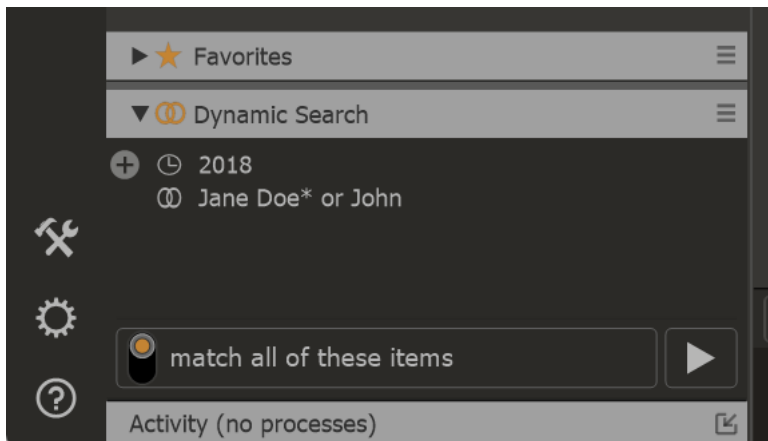 Favorites
Dynamic Search
2018
Jane Doe* or John
match all of these items
Activity (no processes)